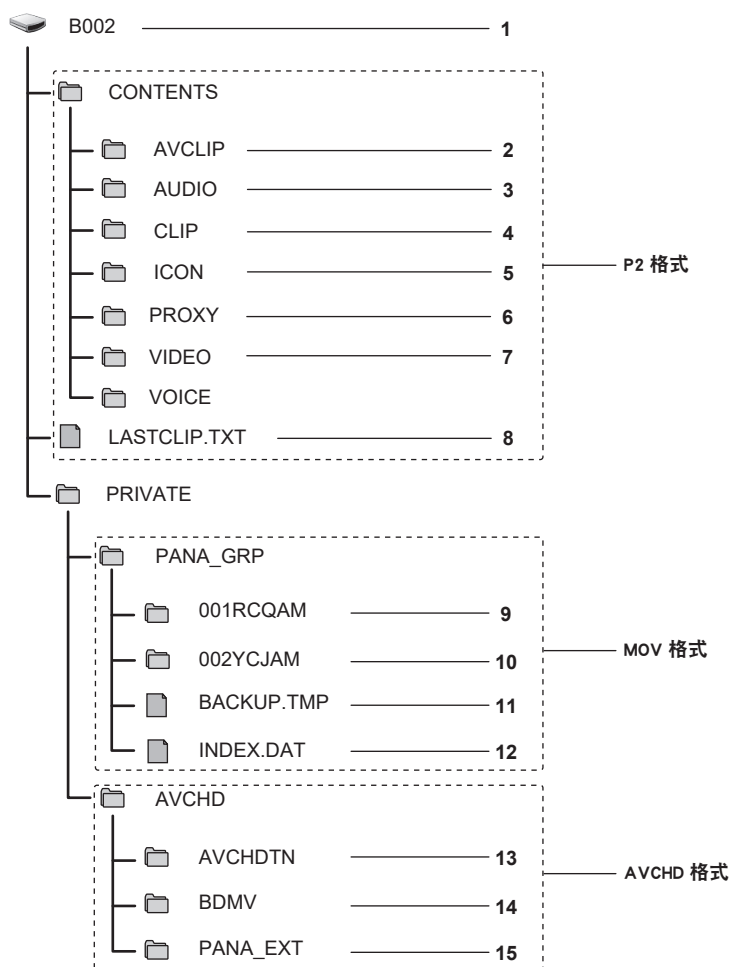 B002 1
CONTENTS
AVCLIP 2
AUDIO 3
CLIP 4
ICON 5
P2 格式
PROXY 6
VIDEO 7
VOICE
LASTCLIP.TXT 8
PRIVATE
PANA_GRP
001RCQAM 9
MOV 格式
002YCJAM 10
BACKUP.TMP 11
INDEX.DAT 12
AVCHD
AVCHDTN 13
AVCHD 格式
BDMV 14
PANA_EXT 15